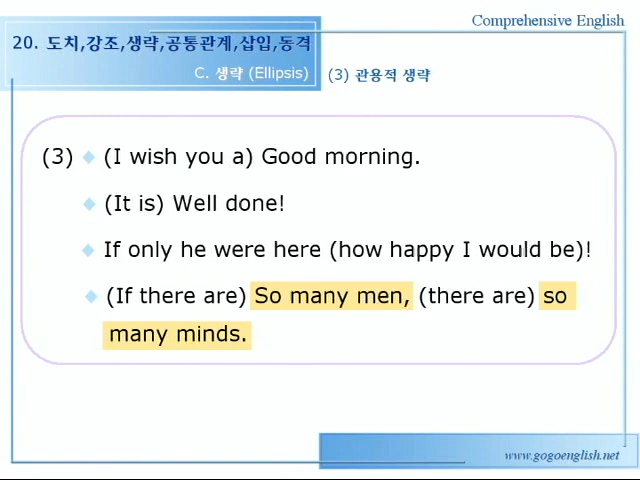 Comprehensive English
20. 도치,강조,생략,공통관계,삽입,동격
C. 생략 (Ellipsis)
(3) 관용적 생략
(3) ◆ (I wish you a) Good morning.
◆ (It is) Well done!
◆ If only he were here (how happy I would be)!
◆ (If there are) So many men, (there are) so
many minds.
www.gogoenglish.net